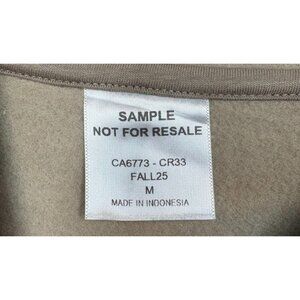 SAMPLE
NOT FOR RESALE
CA6773 - CR33
FALL25
M
MADE IN INDONESIA